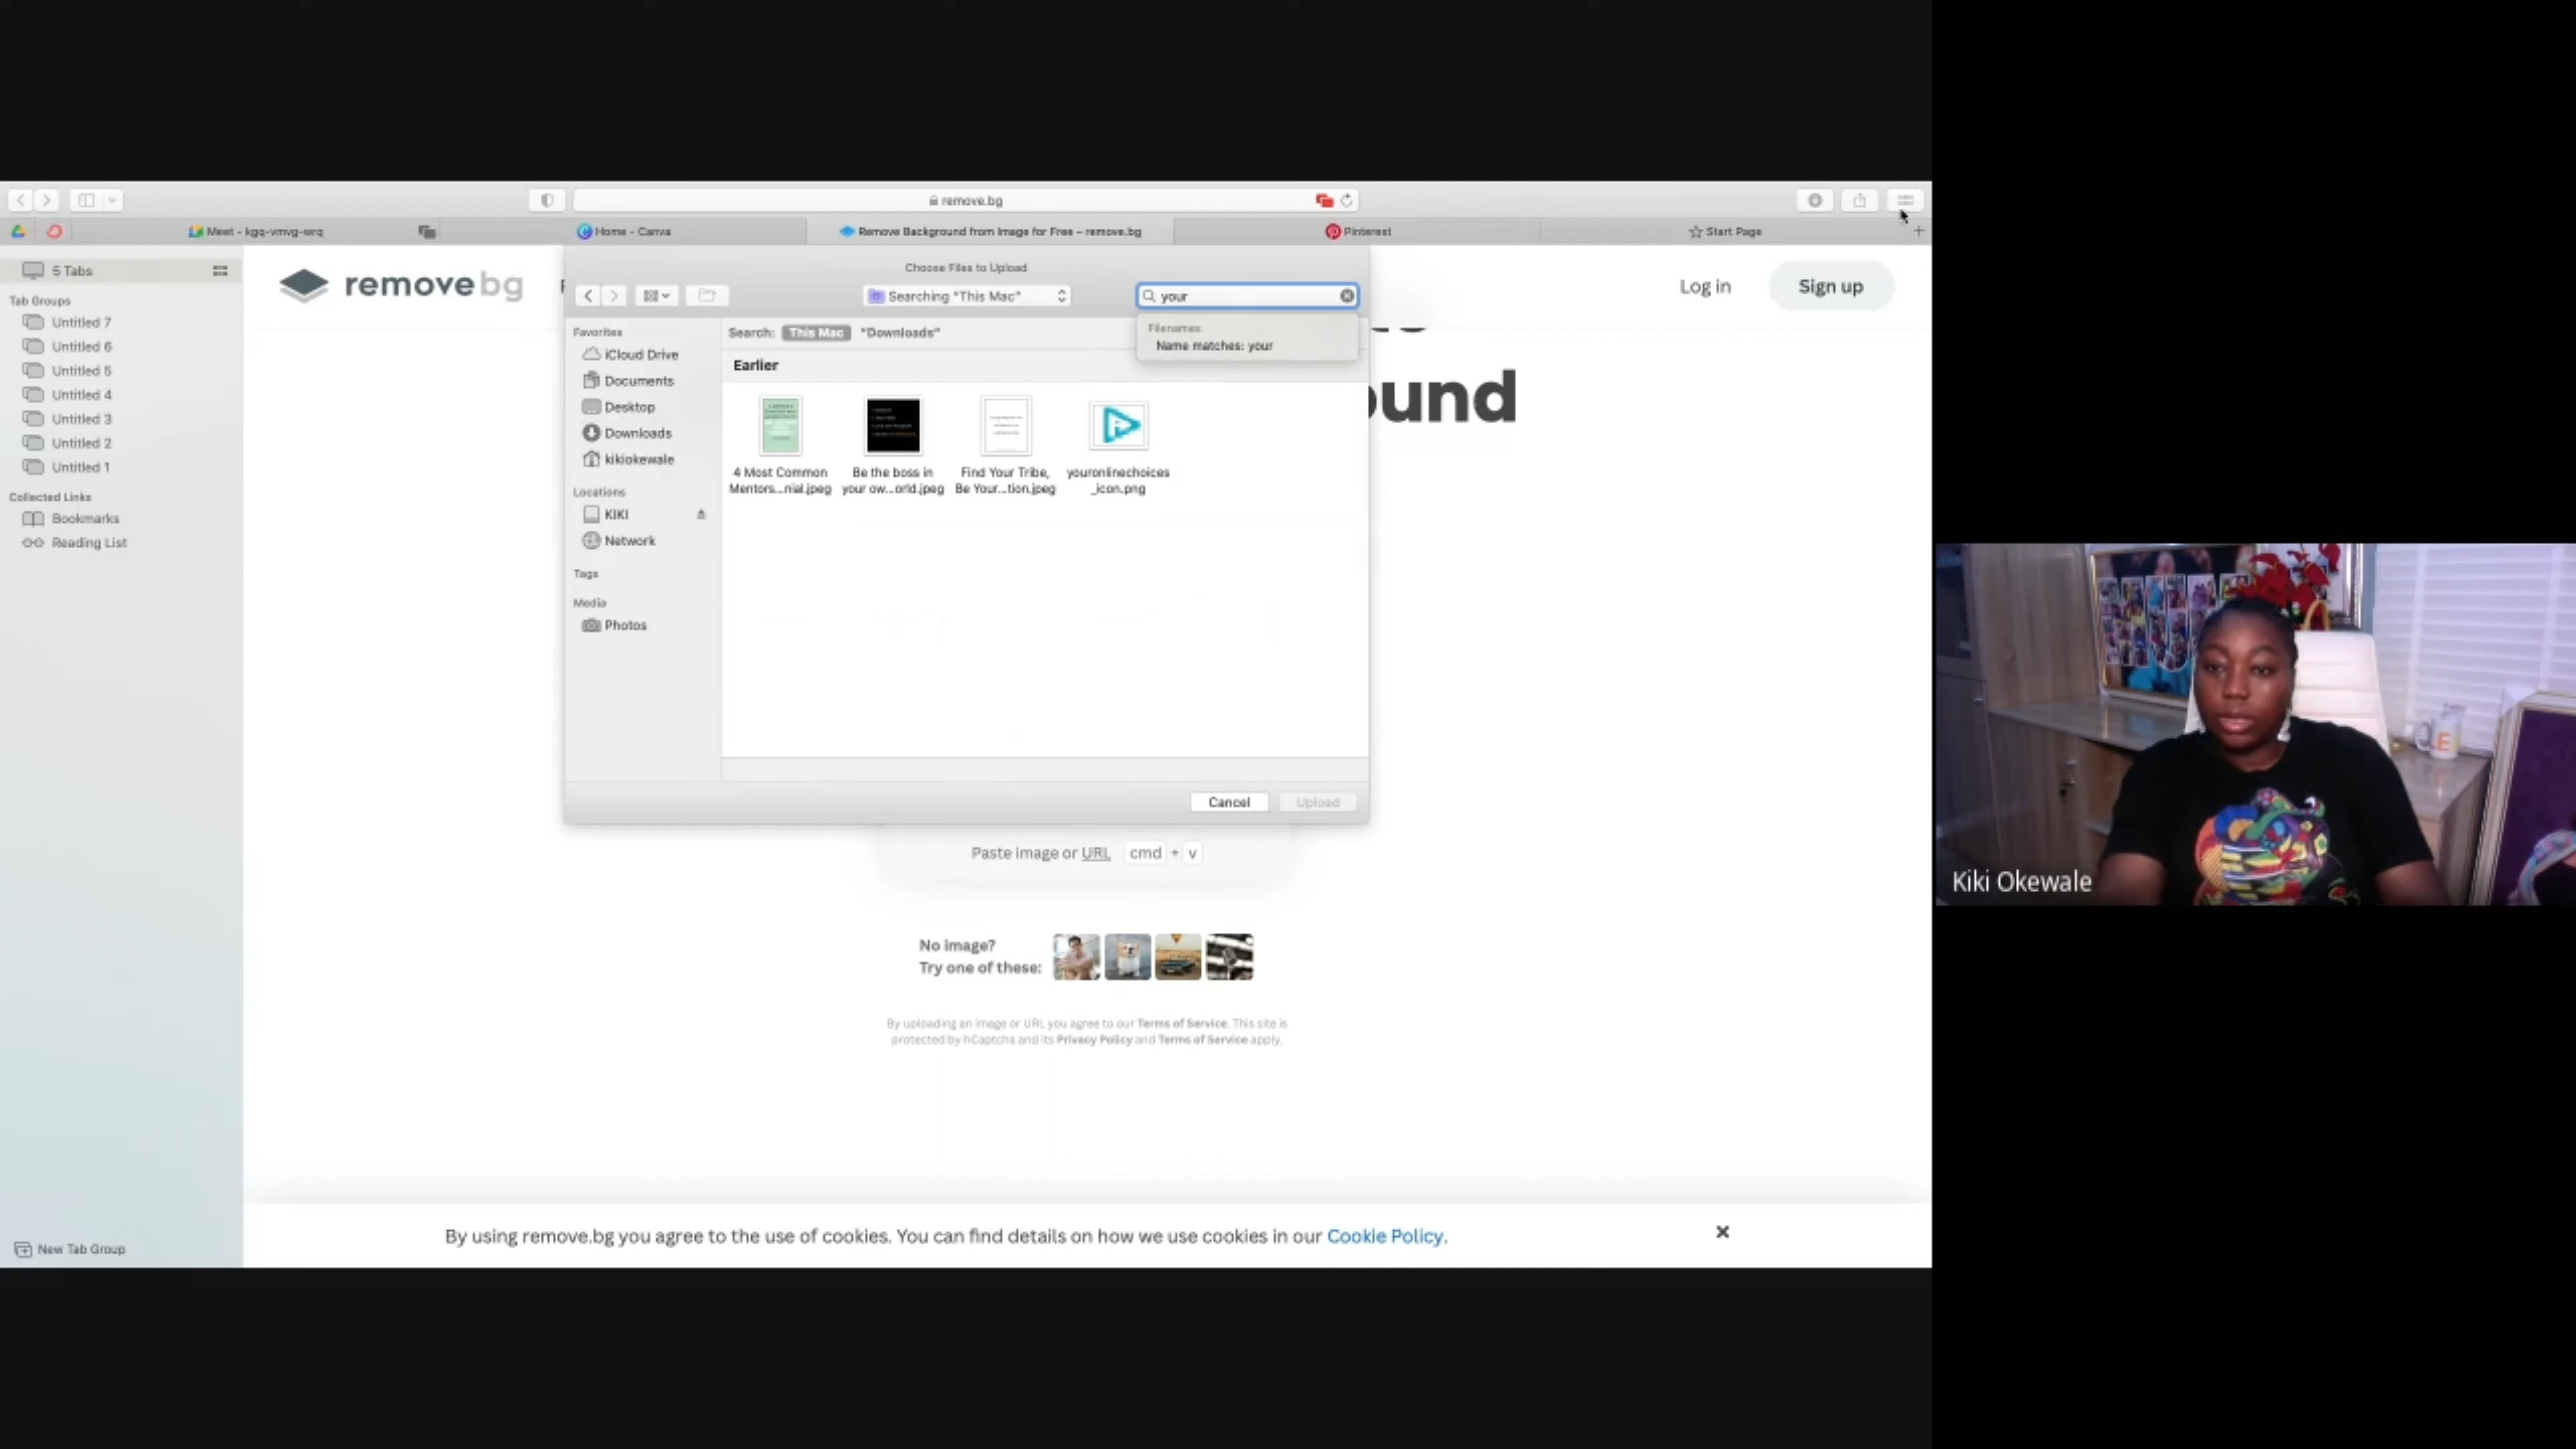 remove.bg
Meet - kgq-vmvg-wrq
Home - Canva
Remove Background from Image for Free – remove.bg
Pinterest
Start Page
5 Tabs
Tab Groups
Untitled 7
Untitled 6
Untitled 5
Untitled 4
Untitled 3
Untitled 2
Untitled 1
Collected Links
Bookmarks
Reading List
New Tab Group
removebg
Log in
Sign up
ound
Choose Files to Upload
Searching "This Mac"
your
Filenames
Name matches: your
Search: This Mac "Downloads"
Favorites
iCloud Drive
Documents
Desktop
Downloads
kikiokewale
Locations
KIKI
Network
Tags
Media
Photos
Earlier
4 Most Common
Mentors...nial.jpeg
Be the boss in
your ow...orld.jpeg
Find Your Tribe,
Be Your...tion.jpeg
youronlinechoices
_icon.png
Cancel
Upload
Paste image or URL cmd + v
No image?
Try one of these:
By uploading an image or URL you agree to our Terms of Service. This site is
protected by hCaptcha and its Privacy Policy and Terms of Service apply.
By using remove.bg you agree to the use of cookies. You can find details on how we use cookies in our Cookie Policy.
E
Kiki Okewale